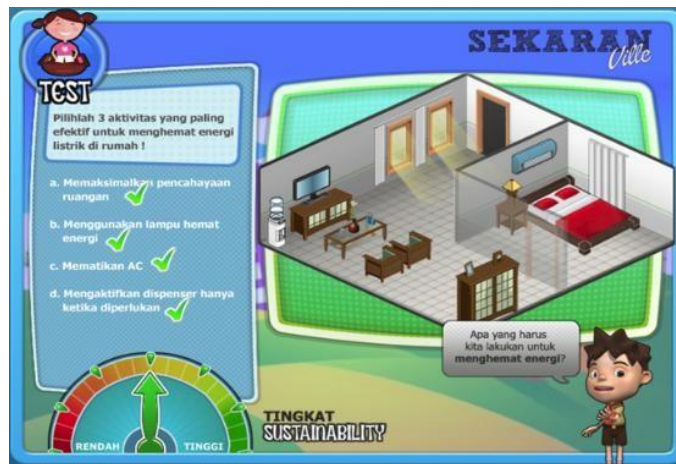 SEKARAN
Ville
TEST
Pilihlah 3 aktivitas yang paling
efektif untuk menghemat energi
listrik di rumah !
a. Memaksimalkan pencahayaan
ruangan
b. Menggunakan lampu hemat
energi
c. Mematikan AC
d. Mengaktifkan dispenser hanya
ketika diperlukan
Apa yang harus
kita lakukan untuk
menghemat energi?
RENDAH
TINGGI
TINGKAT
SUSTAINABILITY